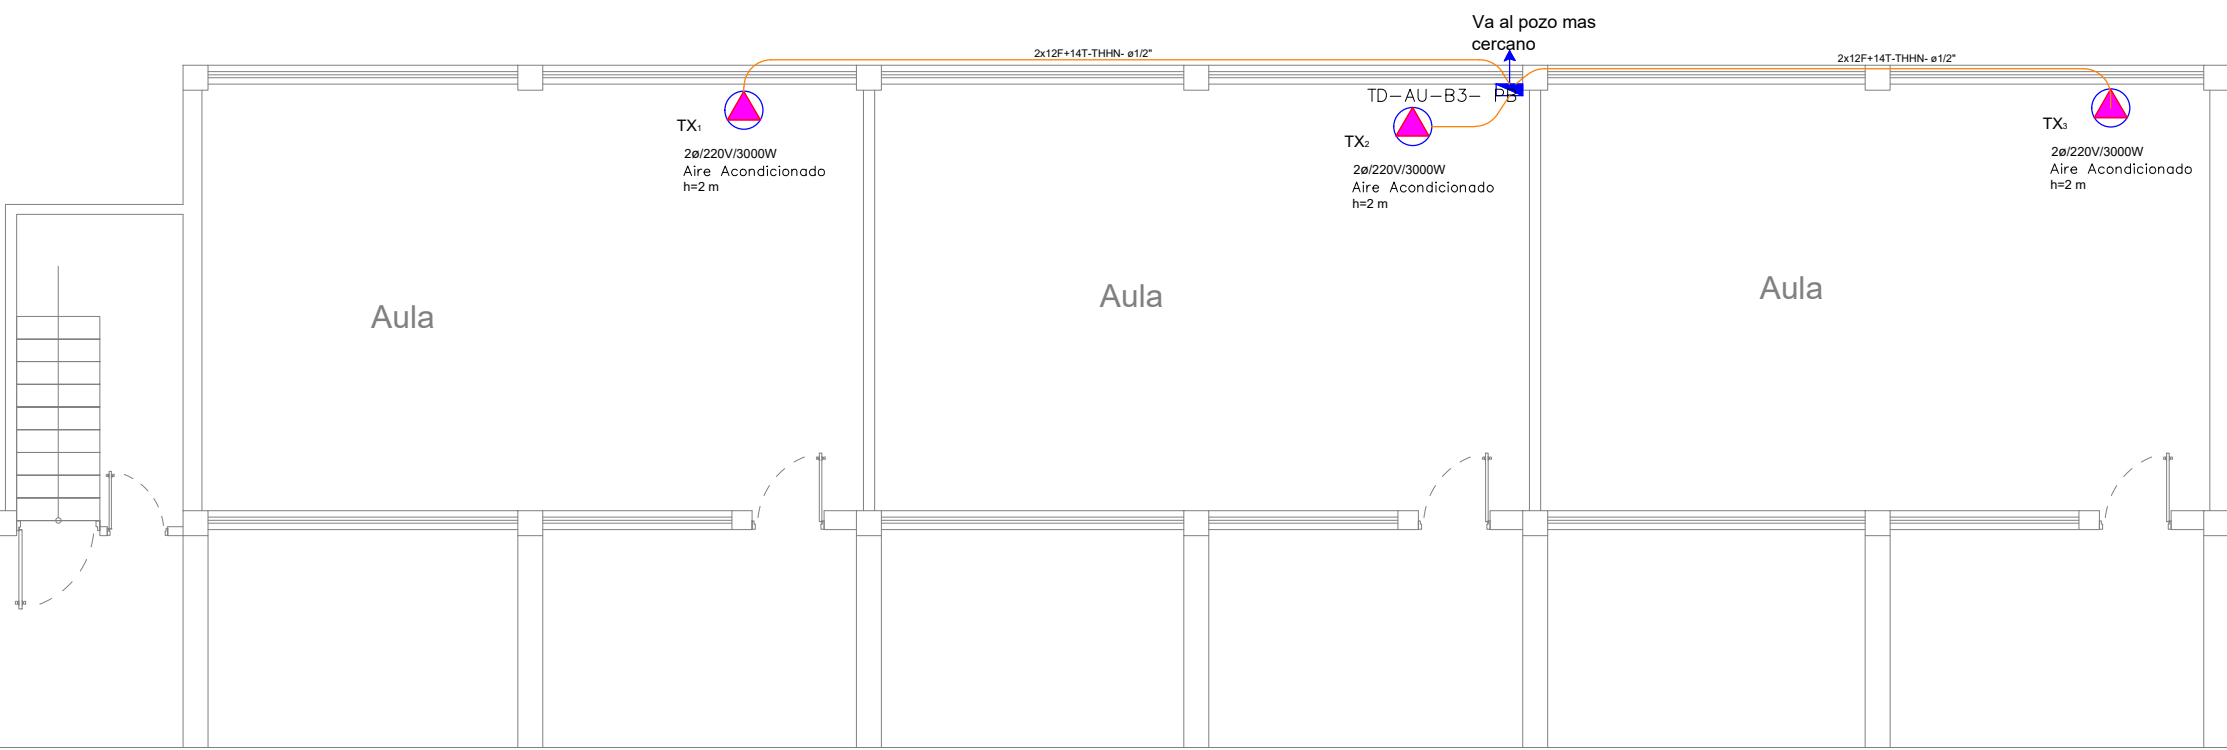 Va al pozo mas
cercano
2x12F+14T-THHN- ø1/2"
2x12F+14T-THHN- ø1/2"
TD-AU-B3- PB
TX1
2ø/220V/3000W
Aire Acondicionado
h=2 m
TX2
2ø/220V/3000W
Aire Acondicionado
h=2 m
TX3
2ø/220V/3000W
Aire Acondicionado
h=2 m
Aula
Aula
Aula